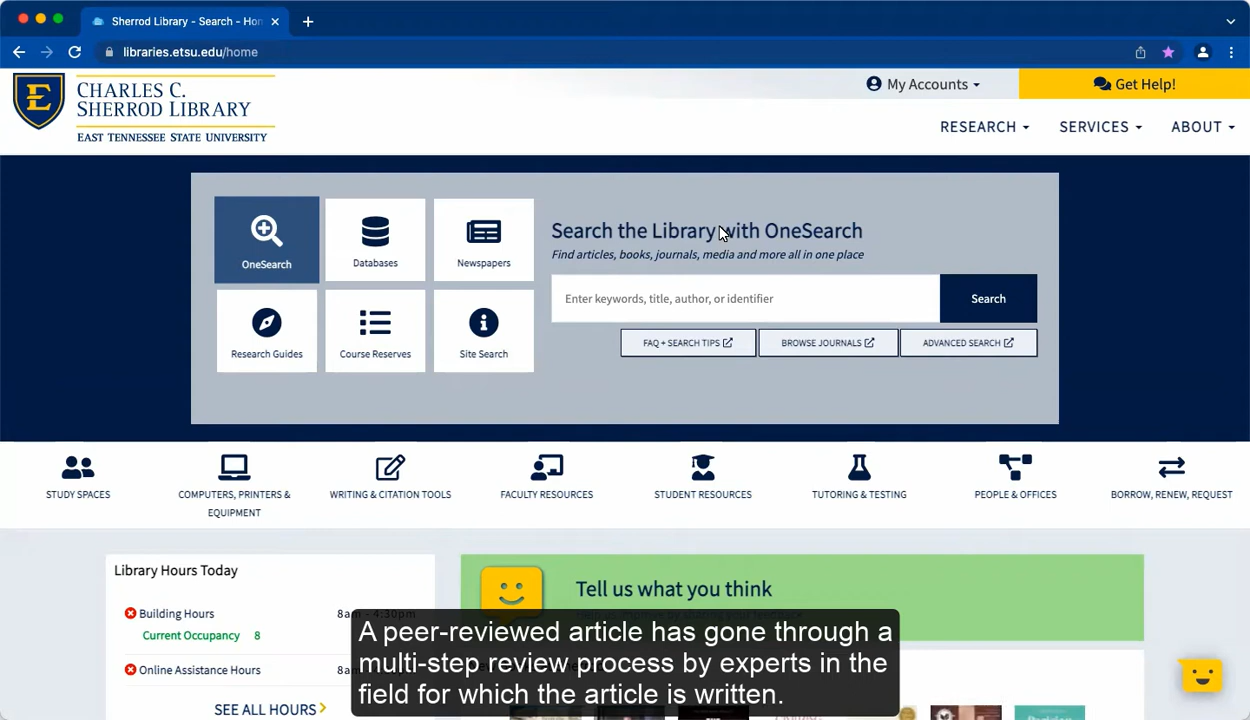 Sherrod Library - Search - Hom
libraries.etsu.edu/home
CHARLES C.
SHERROD LIBRARY
EAST TENNESSEE STATE UNIVERSITY
My Accounts
Get Help!
RESEARCH
SERVICES
ABOUT
OneSearch
Databases
Newspapers
Research Guides
Course Reserves
Site Search
Search the Library with OneSearch
Find articles, books, journals, media and more all in one place
Enter keywords, title, author, or identifier
Search
FAQ + SEARCH TIPS
BROWSE JOURNALS
ADVANCED SEARCH
STUDY SPACES
COMPUTERS, PRINTERS &
EQUIPMENT
WRITING & CITATION TOOLS
FACULTY RESOURCES
STUDENT RESOURCES
TUTORING & TESTING
PEOPLE & OFFICES
BORROW, RENEW, REQUEST
Library Hours Today
Building Hours 8am - 4:30pm
Current Occupancy 8
Online Assistance Hours 8am
SEE ALL HOURS
Tell us what you think
A peer-reviewed article has gone through a
multi-step review process by experts in the
field for which the article is written.